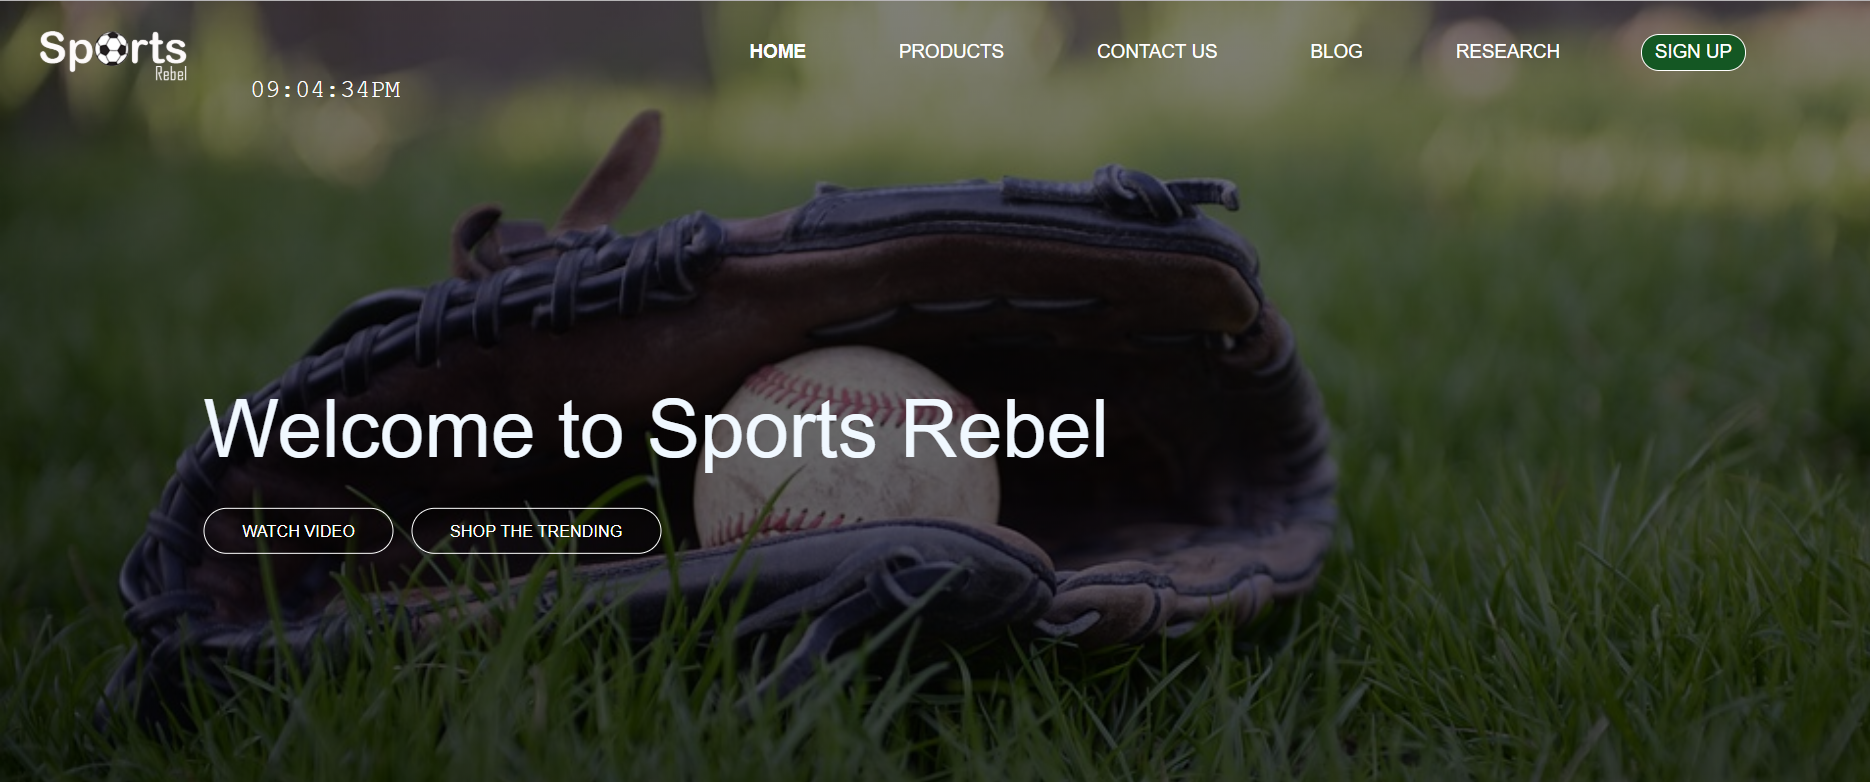 Sports
Rebel
09:04:34PM
HOME
PRODUCTS
CONTACT US
BLOG
RESEARCH
SIGN UP
Welcome to Sports Rebel
WATCH VIDEO
SHOP THE TRENDING